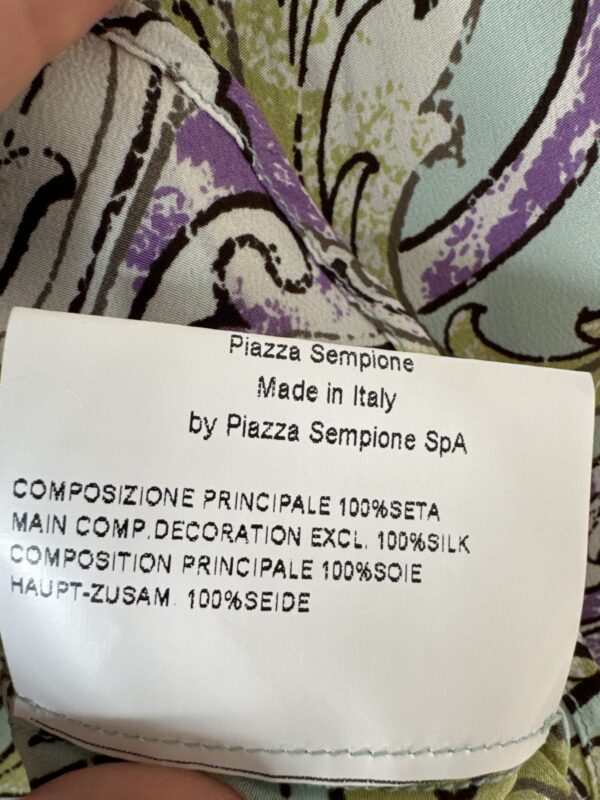 Piazza Sempione
Made in Italy
by Piazza Sempione SpA
COMPOSIZIONE PRINCIPALE 100%SETA
MAIN COMP.DECORATION EXCL. 100%SILK
COMPOSITION PRINCIPALE 100%SOIE
HAUPT-ZUSAM. 100%SEIDE